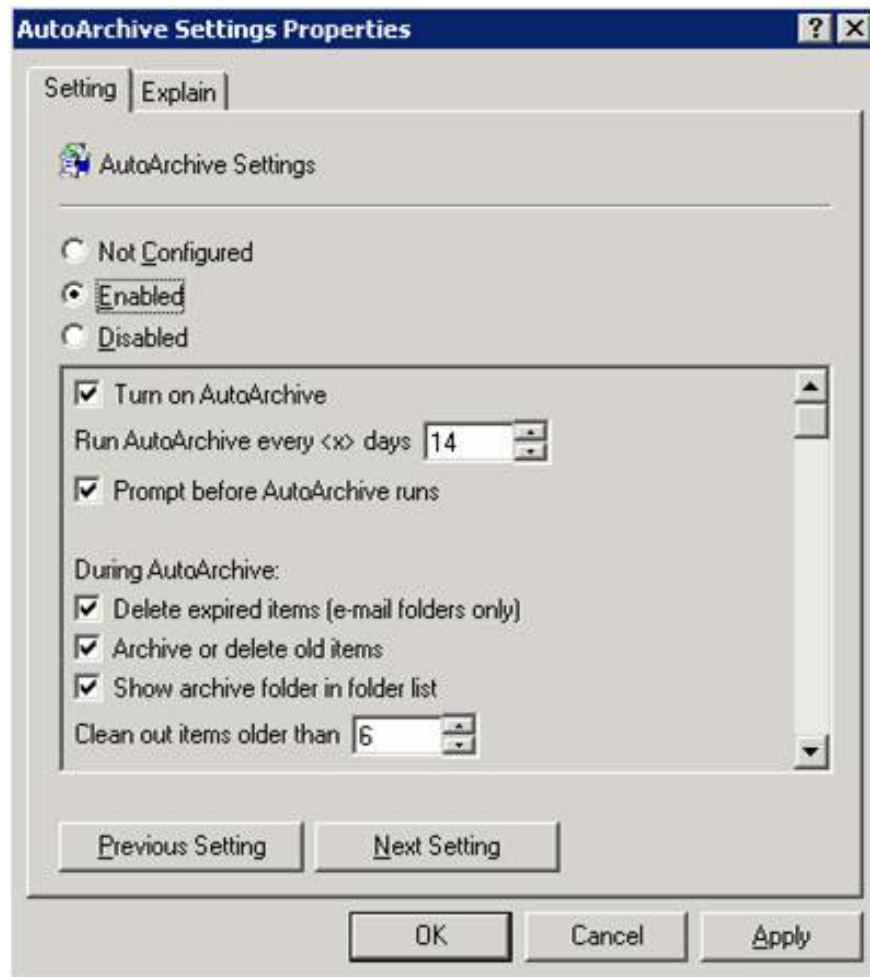 AutoArchive Settings Properties
Setting
Explain
AutoArchive Settings
Not Configured
Enabled
Disabled
Turn on AutoArchive
Run AutoArchive every <x> days 14
Prompt before AutoArchive runs
During AutoArchive:
Delete expired items (e-mail folders only)
Archive or delete old items
Show archive folder in folder list
Clean out items older than 6
Previous Setting
Next Setting
OK
Cancel
Apply